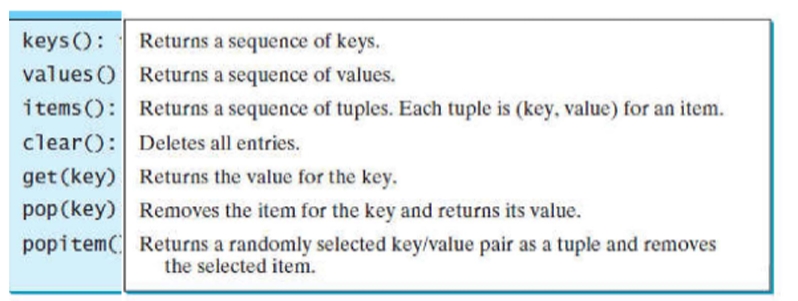 keys(): Returns a sequence of keys.
values() Returns a sequence of values.
items(): Returns a sequence of tuples. Each tuple is (key, value) for an item.
clear(): Deletes all entries.
get(key) Returns the value for the key.
pop(key) Removes the item for the key and returns its value.
popitem( Returns a randomly selected key/value pair as a tuple and removes
the selected item.